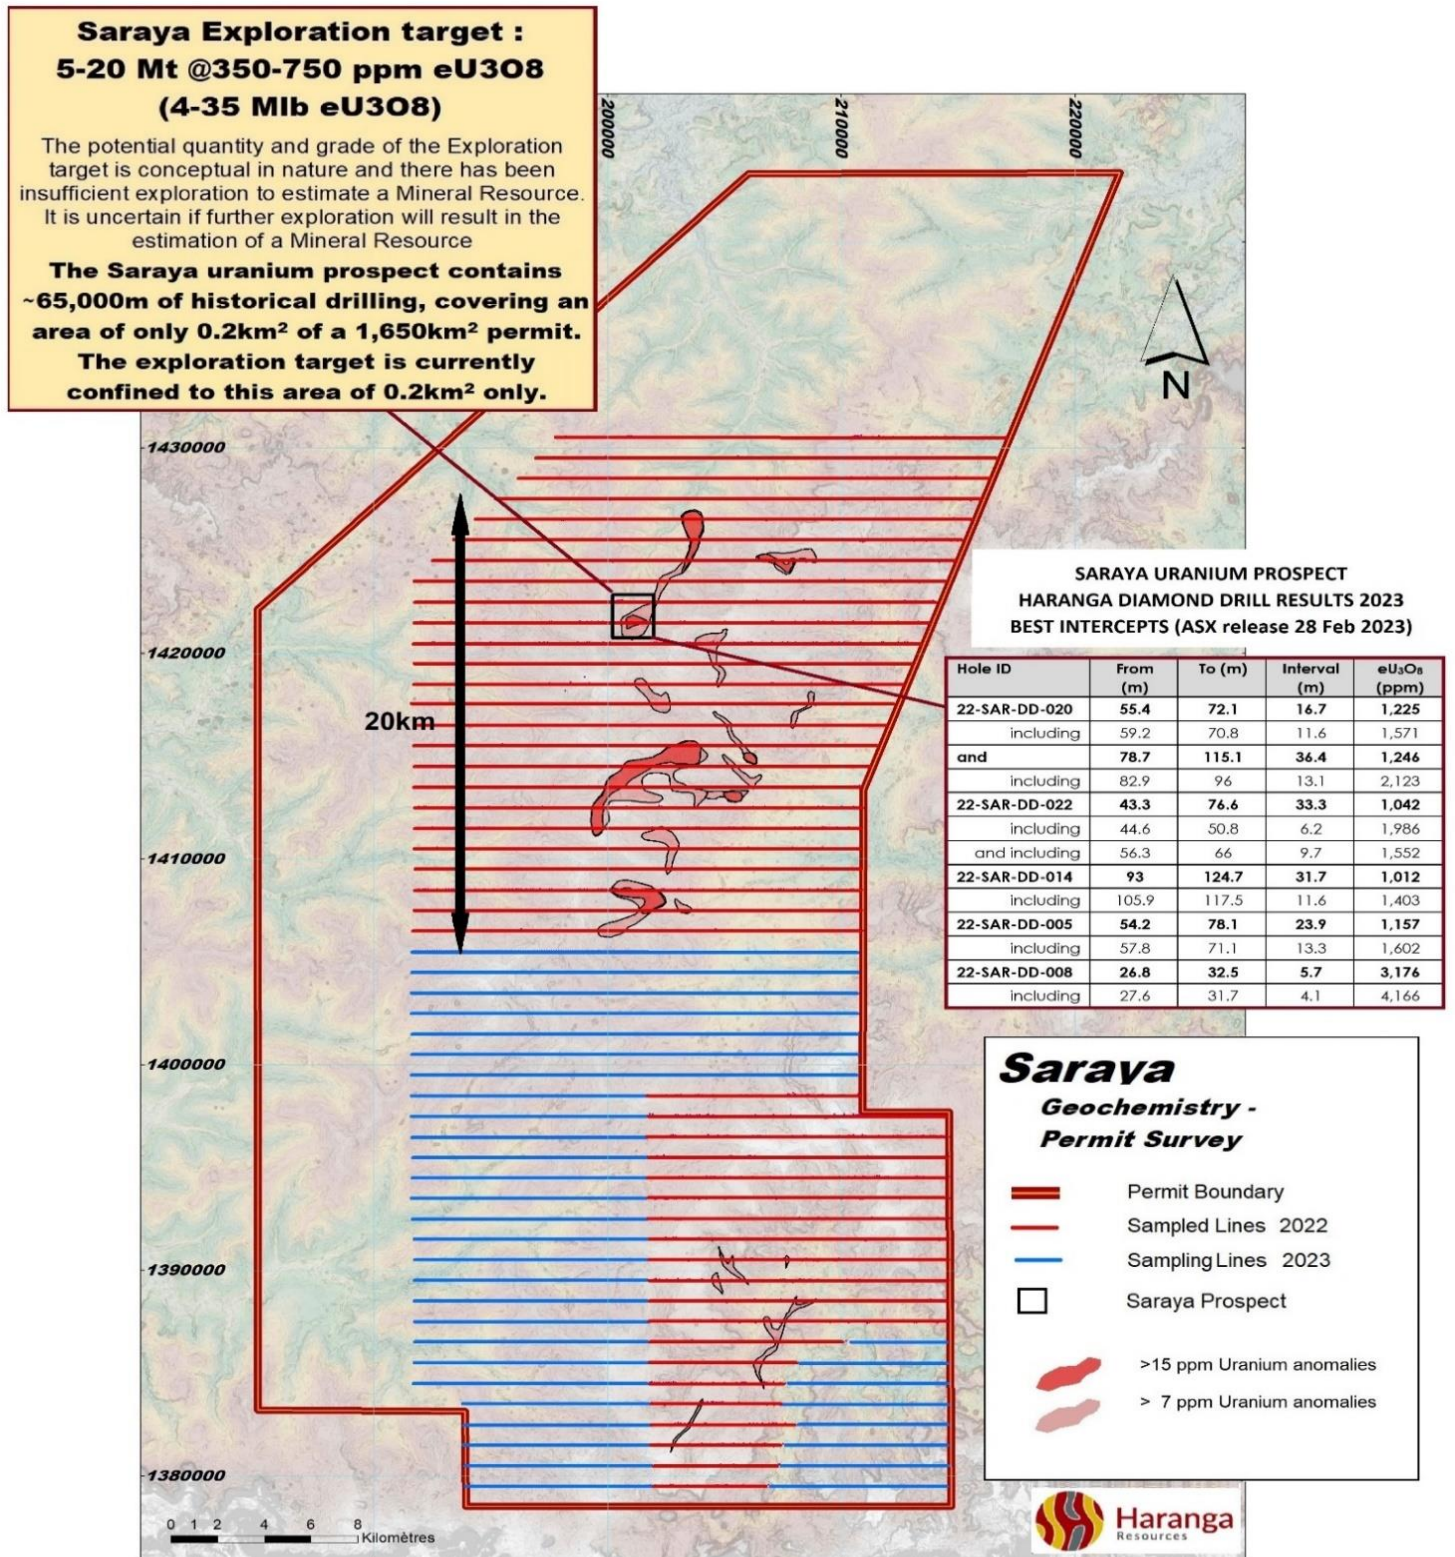 Saraya Exploration target :
5-20 Mt @350-750 ppm eU3O8
(4-35 Mlb eU3O8)
The potential quantity and grade of the Exploration
target is conceptual in nature and there has been
insufficient exploration to estimate a Mineral Resource.
It is uncertain if further exploration will result in the
estimation of a Mineral Resource
The Saraya uranium prospect contains
~65,000m of historical drilling, covering an
area of only 0.2km² of a 1,650km² permit.
The exploration target is currently
confined to this area of 0.2km² only.
200000
210000
220000
N
1430000
1420000
20km
1410000
1400000
1390000
1380000
SARAYA URANIUM PROSPECT
HARANGA DIAMOND DRILL RESULTS 2023
BEST INTERCEPTS (ASX release 28 Feb 2023)
Hole ID From (m) To (m) Interval (m) eU₃O₈ (ppm)
22-SAR-DD-020 55.4 72.1 16.7 1,225
including 59.2 70.8 11.6 1,571
and 78.7 115.1 36.4 1,246
including 82.9 96 13.1 2,123
22-SAR-DD-022 43.3 76.6 33.3 1,042
including 44.6 50.8 6.2 1,986
and including 56.3 66 9.7 1,552
22-SAR-DD-014 93 124.7 31.7 1,012
including 105.9 117.5 11.6 1,403
22-SAR-DD-005 54.2 78.1 23.9 1,157
including 57.8 71.1 13.3 1,602
22-SAR-DD-008 26.8 32.5 5.7 3,176
including 27.6 31.7 4.1 4,166
Saraya
Geochemistry -
Permit Survey
Permit Boundary
Sampled Lines 2022
Sampling Lines 2023
Saraya Prospect
>15 ppm Uranium anomalies
> 7 ppm Uranium anomalies
0 1 2 4 6 8
Kilomètres
Haranga
Resources